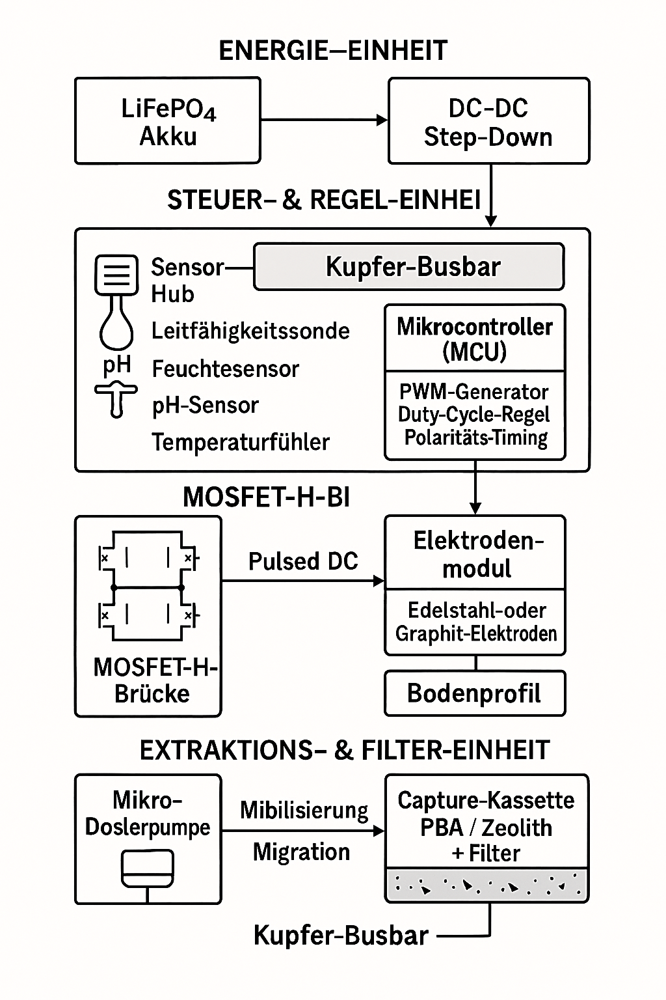 ENERGIE–EINHEIT
LiFePO₄
Akku
DC-DC
Step-Down
STEUER- & REGEL-EINHEI
Sensor
Hub
Kupfer-Busbar
Leitfähigkeitssonde
pH
Feuchtesensor
pH-Sensor
Temperaturfühler
Mikrocontroller
(MCU)
PWM-Generator
Duty-Cycle-Regel
Polaritäts-Timing
MOSFET-H-BI
MOSFET-H-
Brücke
Pulsed DC
Elektroden-
modul
Edelstahl-oder
Graphit-Elektroden
Bodenprofil
EXTRAKTIONS- & FILTER-EINHEIT
Mikro-
Doslerpumpe
Mibilisierung
Migration
Capture-Kassette
PBA / Zeolith
+ Filter
Kupfer-Busbar